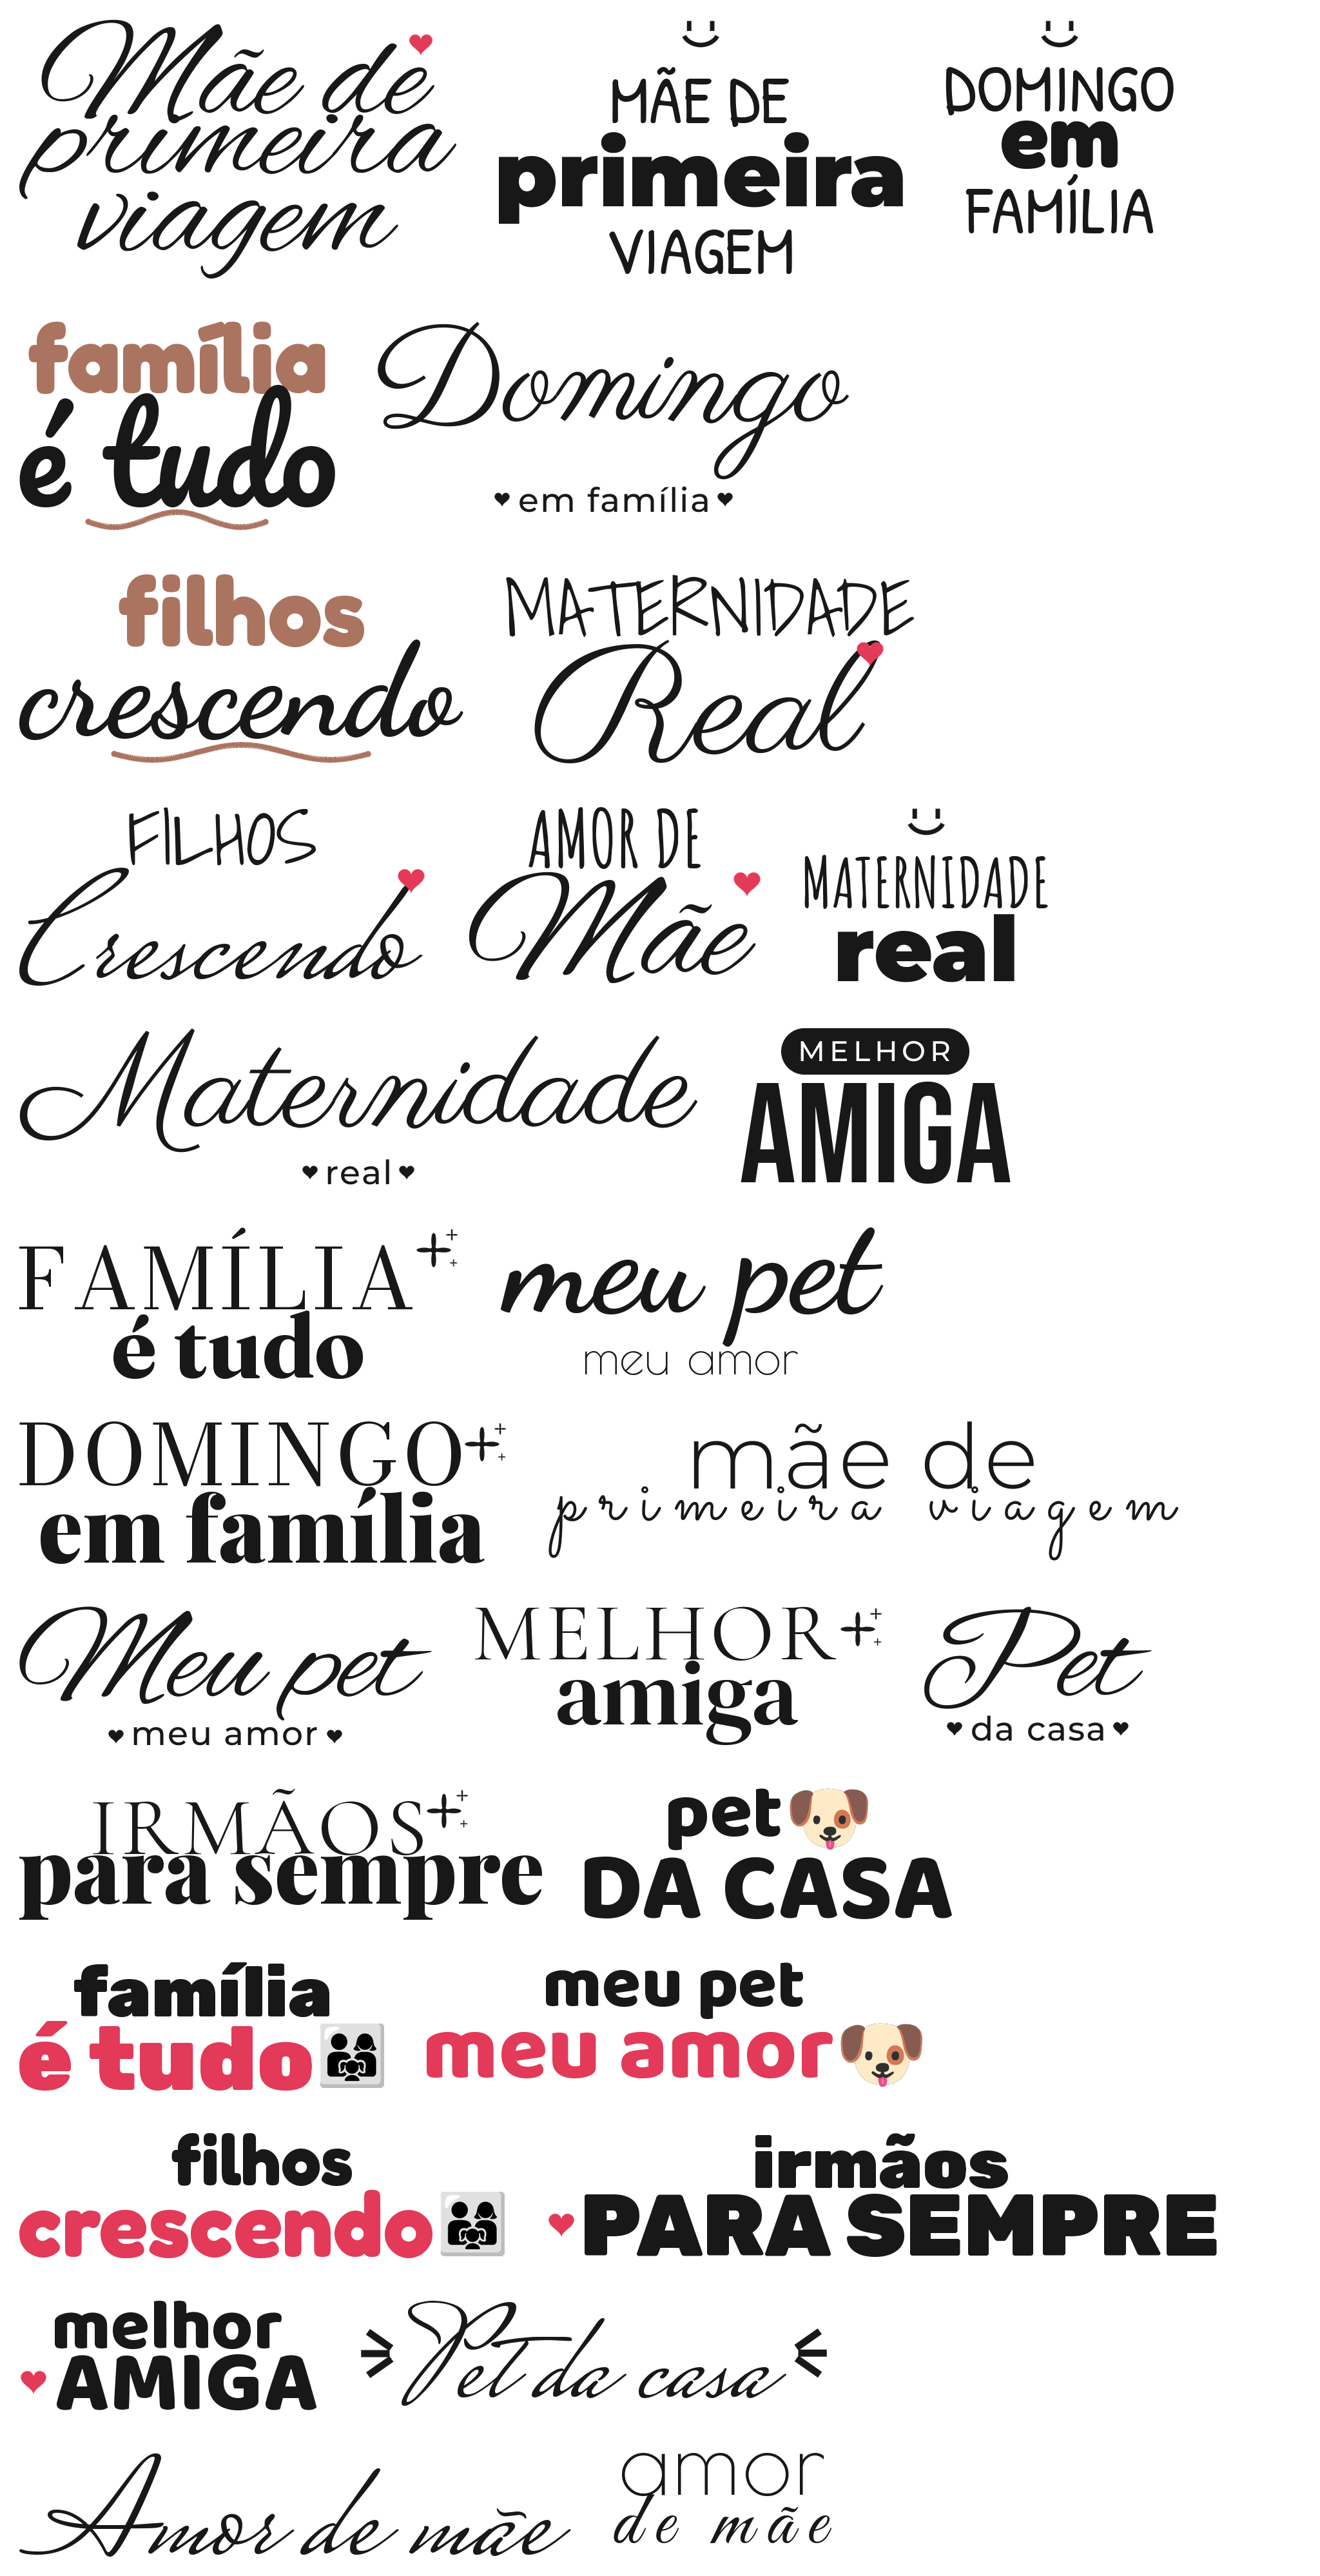 Mãe de
primeira
viagem
MÃE DE
primeira
VIAGEM
DOMINGO
em
FAMÍLIA
família
é tudo
Domingo
em família
filhos
crescendo
MATERNIDADE
Real
FILHOS
Crescendo
AMOR DE
Mãe
MATERNIDADE
real
Maternidade
real
MELHOR
AMIGA
FAMÍLIA
é tudo
meu pet
meu amor
DOMINGO
em família
mãe de
primeira viagem
Meu pet
meu amor
MELHOR
amiga
Pet
da casa
IRMÃOS
para sempre
pet
DA CASA
família
é tudo
meu pet
meu amor
filhos
crescendo
irmãos
PARA SEMPRE
melhor
AMIGA
Pet da casa
Amor de mãe
amor
de mãe